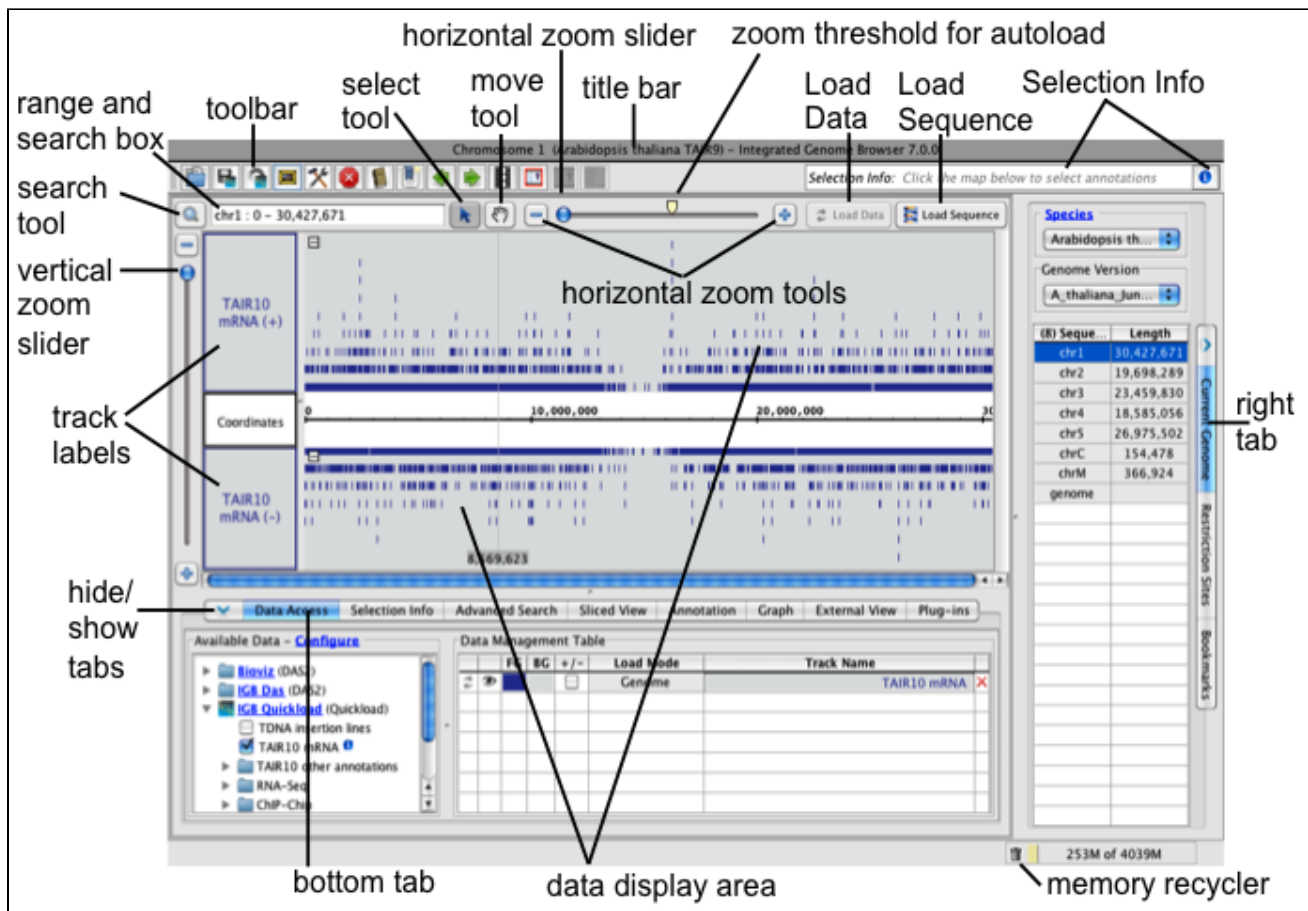 horizontal zoom slider
zoom threshold for autoload
select
tool
move
tool
title bar
Load
Data
Load
Sequence
Selection Info
range and
search box
toolbar
search
tool
vertical
zoom
slider
track
labels
hide/
show
tabs
Chromosome 1 (Arabidopsis thaliana TAIR9) – Integrated Genome Browser 7.0.0
Selection Info: Click the map below to select annotations
chr1 : 0 – 30,427,671
Load Data
Load Sequence
horizontal zoom tools
TAIR10
mRNA (+)
Coordinates
0
10,000,000
20,000,000
30
TAIR10
mRNA (-)
Species
Arabidopsis th...
Genome Version
A_thaliana_Jun...
(8) Seque... Length
chr1 30,427,671
chr2 19,698,289
chr3 23,459,830
chr4 18,585,056
chr5 26,975,502
chrC 154,478
chrM 366,924
genome
Current Genome
Restriction Sites
Bookmarks
right
tab
Data Access Selection Info Advanced Search Sliced View Annotation Graph External View Plug-ins
Available Data – Configure
Bioviz (DAS2)
IGB Das (DAS2)
IGB Quickload (Quickload)
TDNA insertion lines
TAIR10 mRNA
TAIR10 other annotations
RNA-Seq
ChIP-Chip
Data Management Table
FG BG +/- Load Mode Track Name
Genome TAIR10 mRNA
253M of 4039M
bottom tab
data display area
memory recycler